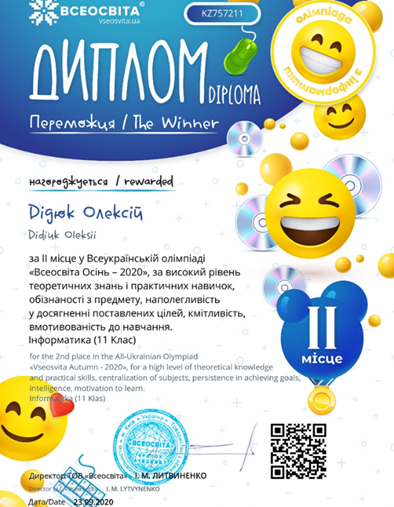 ВСЕОСВІТА
vseosvita.ua
KZ757211
олімпіада
з інформатики
ДИПЛОМ
DIPLOMA
Переможця / The Winner
нагороджується / rewarded
Дідюк Олексій
Didiuk Oleksii
за ІІ місце у Всеукраїнській олімпіаді
«Всеосвіта Осінь – 2020», за високий рівень
теоретичних знань і практичних навичок,
обізнаності з предмету, наполегливість
у досягненні поставлених цілей, кмітливість,
вмотивованість до навчання.
Інформатика (11 Клас)
for the 2nd place in the All-Ukrainian Olympiad
«Vseosvita Autumn - 2020», for a high level of theoretical knowledge
and practical skills, centralization of subjects, persistence in achieving goals,
intelligence, motivation to learn.
Informatika (11 Klas)
II
місце
ВСЕОСВІТА
Директор ТОВ «Всеосвіта» І. М. ЛИТВИНЕНКО
I. M. LYTVYNENKO
Дата/Date 23.09.2020